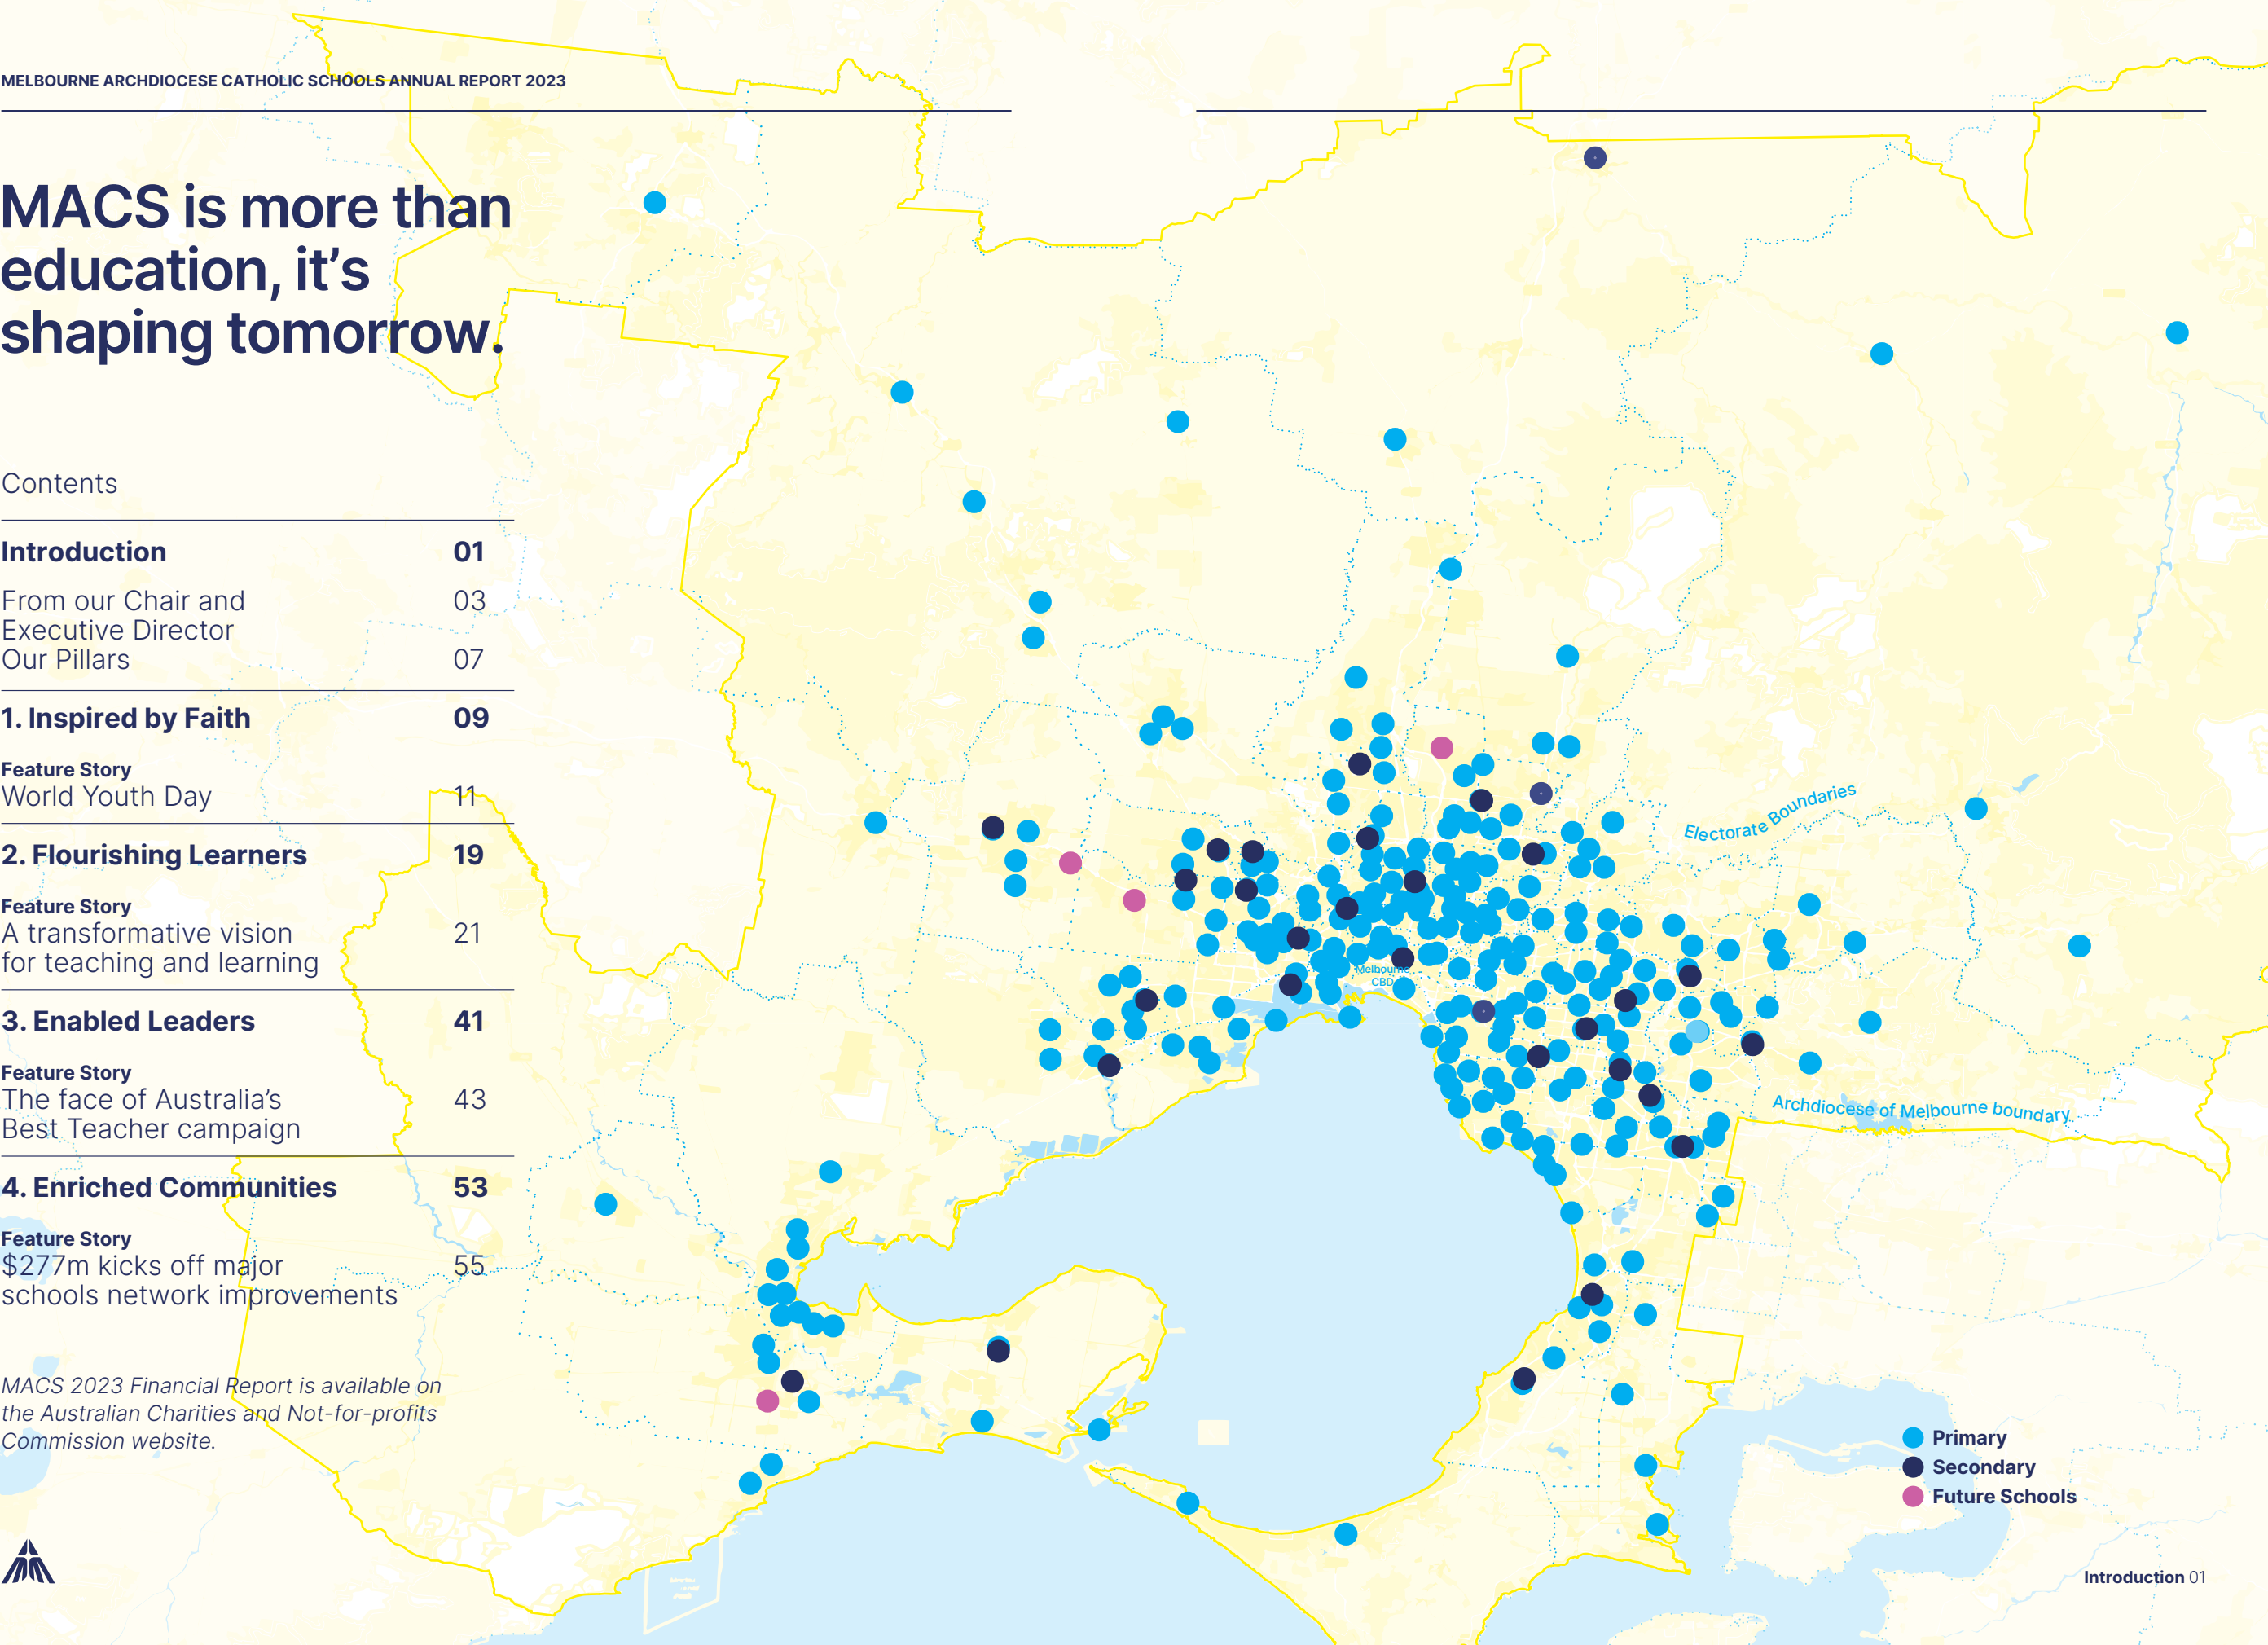 MELBOURNE ARCHDIOCESE CATHOLIC SCHOOLS ANNUAL REPORT 2023
MACS is more than
education, it’s
shaping tomorrow.
Contents
Introduction 01
From our Chair and 03
Executive Director
Our Pillars 07
1. Inspired by Faith 09
Feature Story
World Youth Day 11
2. Flourishing Learners 19
Feature Story
A transformative vision 21
for teaching and learning
3. Enabled Leaders 41
Feature Story
The face of Australia’s 43
Best Teacher campaign
4. Enriched Communities 53
Feature Story
$277m kicks off major 55
schools network improvements
MACS 2023 Financial Report is available on
the Australian Charities and Not-for-profits
Commission website.
Electorate Boundaries
Melbourne
CBD
Archdiocese of Melbourne boundary
Primary
Secondary
Future Schools
Introduction 01